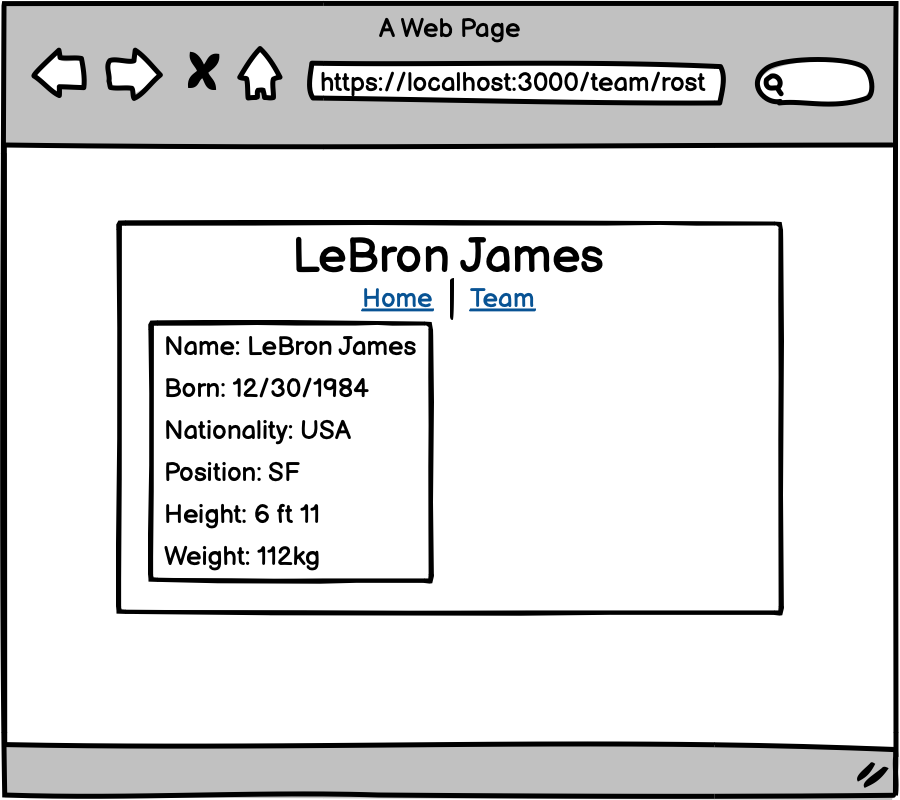 A Web Page
https://localhost:3000/team/rost
LeBron James
Home | Team
Name: LeBron James
Born: 12/30/1984
Nationality: USA
Position: SF
Height: 6 ft 11
Weight: 112kg